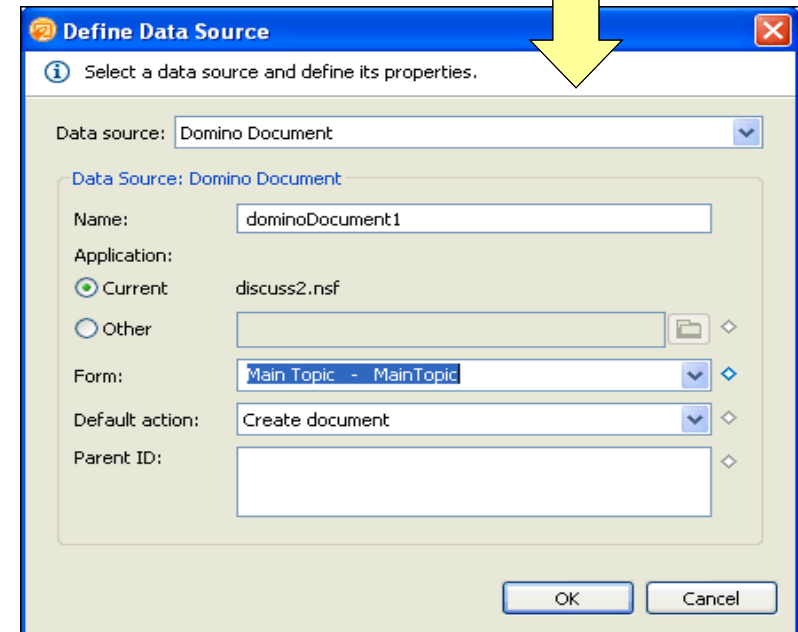 Define Data Source
Select a data source and define its properties.
Data source: Domino Document
Data Source: Domino Document
Name: dominoDocument1
Application:
Current discuss2.nsf
Other
Form: Main Topic - MainTopic
Default action: Create document
Parent ID:
OK Cancel